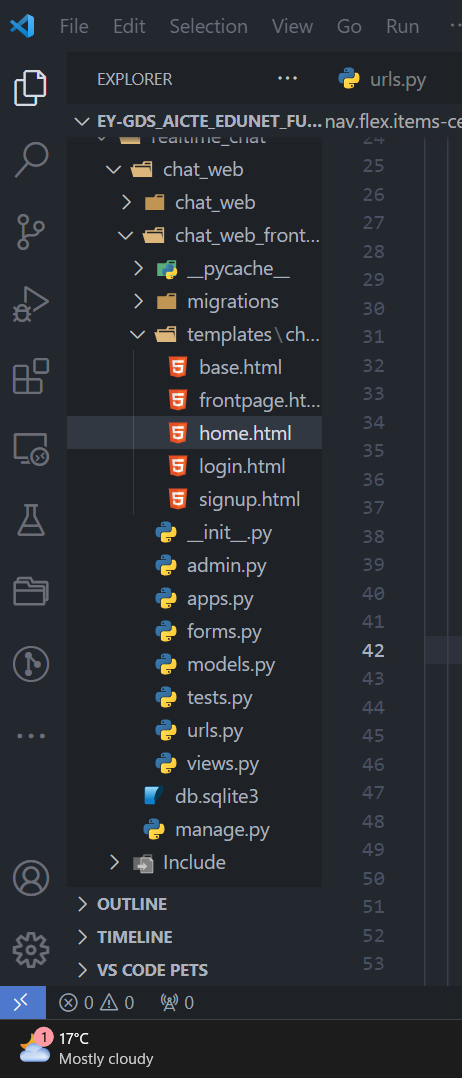 File Edit Selection View Go Run ...
EXPLORER ... urls.py
EY-GDS_AICTE_EDUNET_FU... nav.flex.items-ce
realtime_chat
chat_web
chat_web
chat_web_front...
__pycache__
migrations
templates\ch...
base.html
frontpage.ht...
home.html
login.html
signup.html
__init__.py
admin.py
apps.py
forms.py
models.py
tests.py
urls.py
views.py
db.sqlite3
manage.py
Include
24
25
26
27
28
29
30
31
32
33
34
35
36
37
38
39
40
41
42
43
44
45
46
47
48
49
50
51
52
53
OUTLINE
TIMELINE
VS CODE PETS
0 0 0
1
17°C
Mostly cloudy